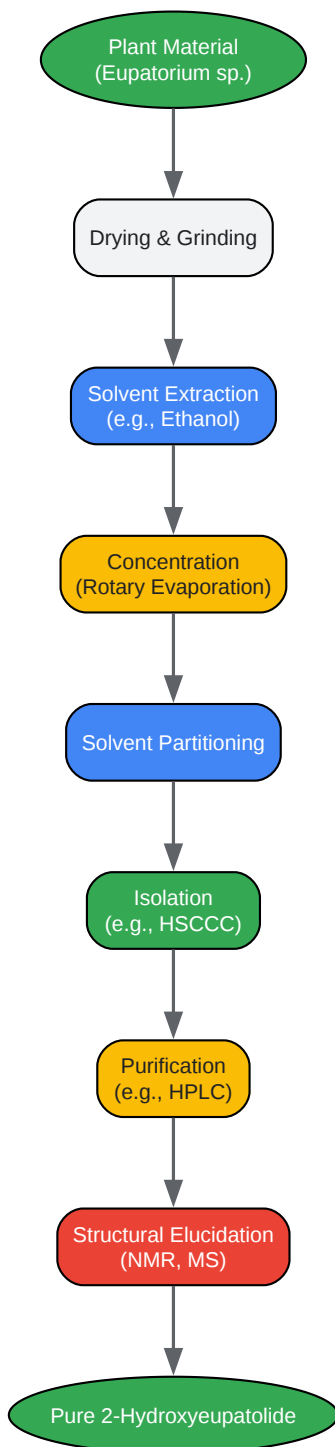 Plant Material
(Eupatorium sp.)
Drying & Grinding
Solvent Extraction
(e.g., Ethanol)
Concentration
(Rotary Evaporation)
Solvent Partitioning
Isolation
(e.g., HSCCC)
Purification
(e.g., HPLC)
Structural Elucidation
(NMR, MS)
Pure 2-Hydroxyeupatolide